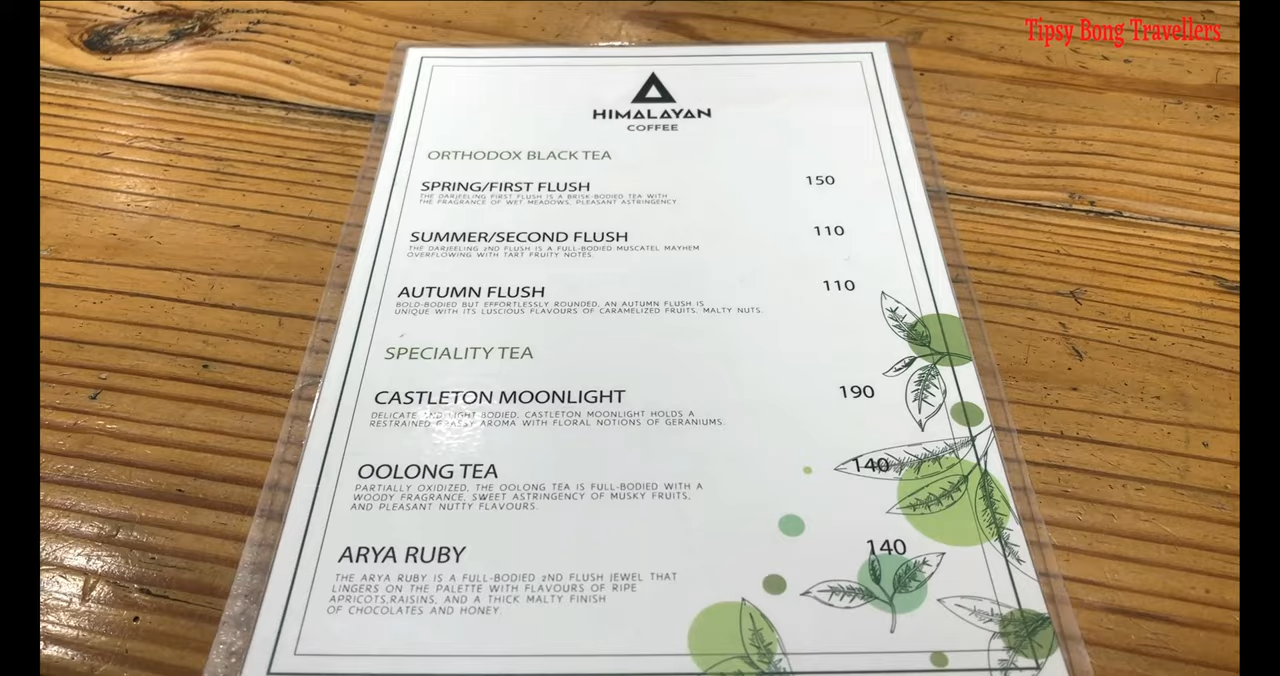 Tipsy Bong Travellers
HIMALAYAN
COFFEE
ORTHODOX BLACK TEA
SPRING/FIRST FLUSH 150
THE DARJEELING FIRST FLUSH IS A BRISK-BODIED TEA WITH
THE FRAGRANCE OF WET MEADOWS, PLEASANT ASTRINGENCY
SUMMER/SECOND FLUSH 110
THE DARJEELING 2ND FLUSH IS A FULL-BODIED MUSCATEL MAYHEM
OVERFLOWING WITH TART FRUITY NOTES.
AUTUMN FLUSH 110
BOLD-BODIED BUT EFFORTLESSLY ROUNDED, AN AUTUMN FLUSH IS
UNIQUE WITH ITS LUSCIOUS FLAVOURS OF CARAMELIZED FRUITS, MALTY NUTS.
SPECIALITY TEA
CASTLETON MOONLIGHT 190
DELICATE AND LIGHT-BODIED, CASTLETON MOONLIGHT HOLDS A
RESTRAINED GRASSY AROMA WITH FLORAL NOTIONS OF GERANIUMS.
OOLONG TEA 140
PARTIALLY OXIDIZED, THE OOLONG TEA IS FULL-BODIED WITH A
WOODY FRAGRANCE, SWEET ASTRINGENCY OF MUSKY FRUITS,
AND PLEASANT NUTTY FLAVOURS.
ARYA RUBY 140
THE ARYA RUBY IS A FULL-BODIED 2ND FLUSH JEWEL THAT
LINGERS ON THE PALETTE WITH FLAVOURS OF RIPE
APRICOTS,RAISINS, AND A THICK MALTY FINISH
OF CHOCOLATES AND HONEY.